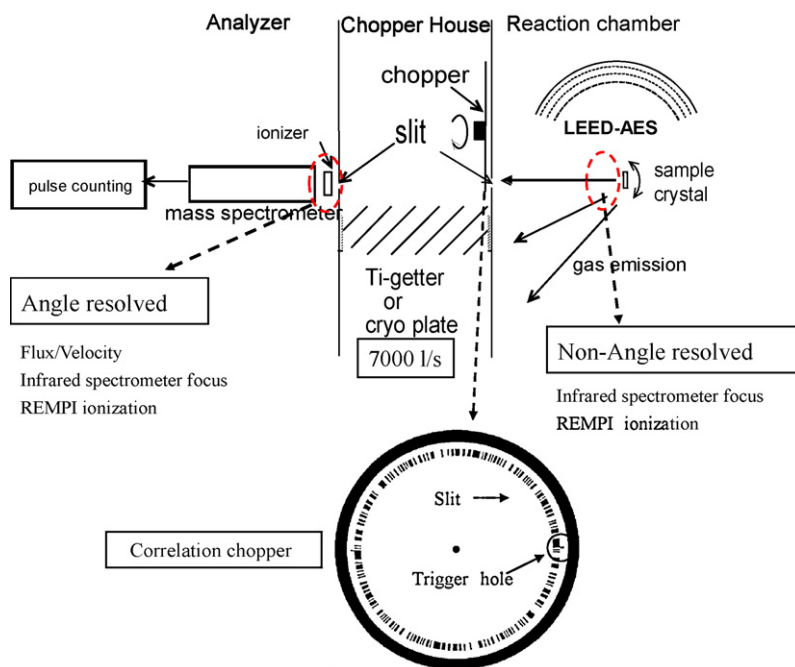 Analyzer
Chopper House
Reaction chamber
chopper
LEED-AES
ionizer
slit
sample
crystal
pulse counting
mass spectrometer
gas emission
Ti-getter
or
cryo plate
7000 l/s
Angle resolved
Flux/Velocity
Infrared spectrometer focus
REMPI ionization
Non-Angle resolved
Infrared spectrometer focus
REMPI ionization
Slit
Trigger hole
Correlation chopper